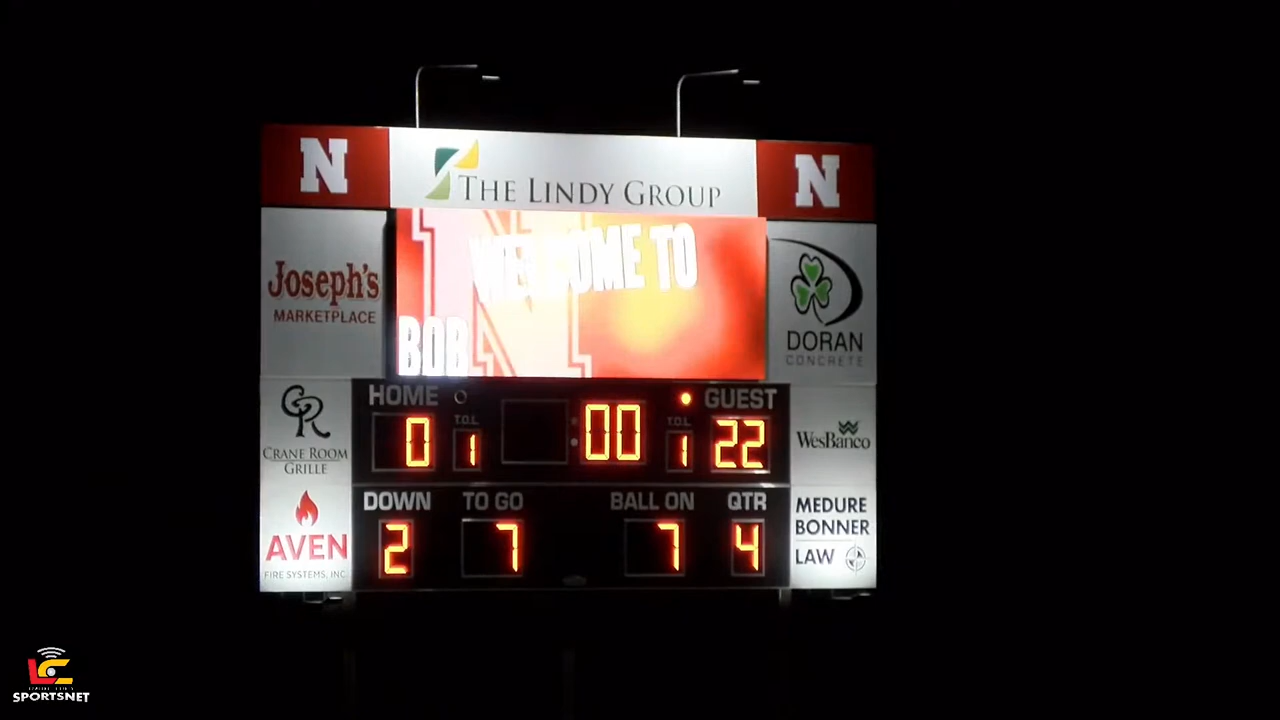 N
THE LINDY GROUP
N
JOSEPH'S
MARKETPLACE
WELCOME TO
N
BOB
DORAN
CONCRETE
HOME
T.O.L.
T.O.L.
GUEST
0
1
00
1
22
CR
CRANE ROOM
GRILLE
WesBanco
DOWN
TO GO
BALL ON
QTR
2
7
7
4
AVEN
FIRE SYSTEMS, INC.
MEDURE
BONNER
LAW
LC
SPORTSNET